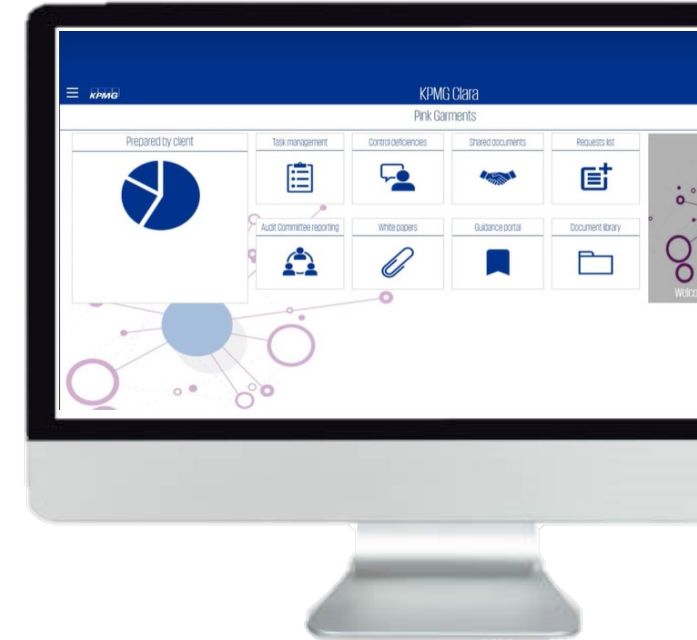 KPMG
KPMG Clara
Pink Garments
Prepared by client
Task management
Control deficiencies
Shared documents
Requests list
Audit Committee reporting
White papers
Guidance portal
Document library